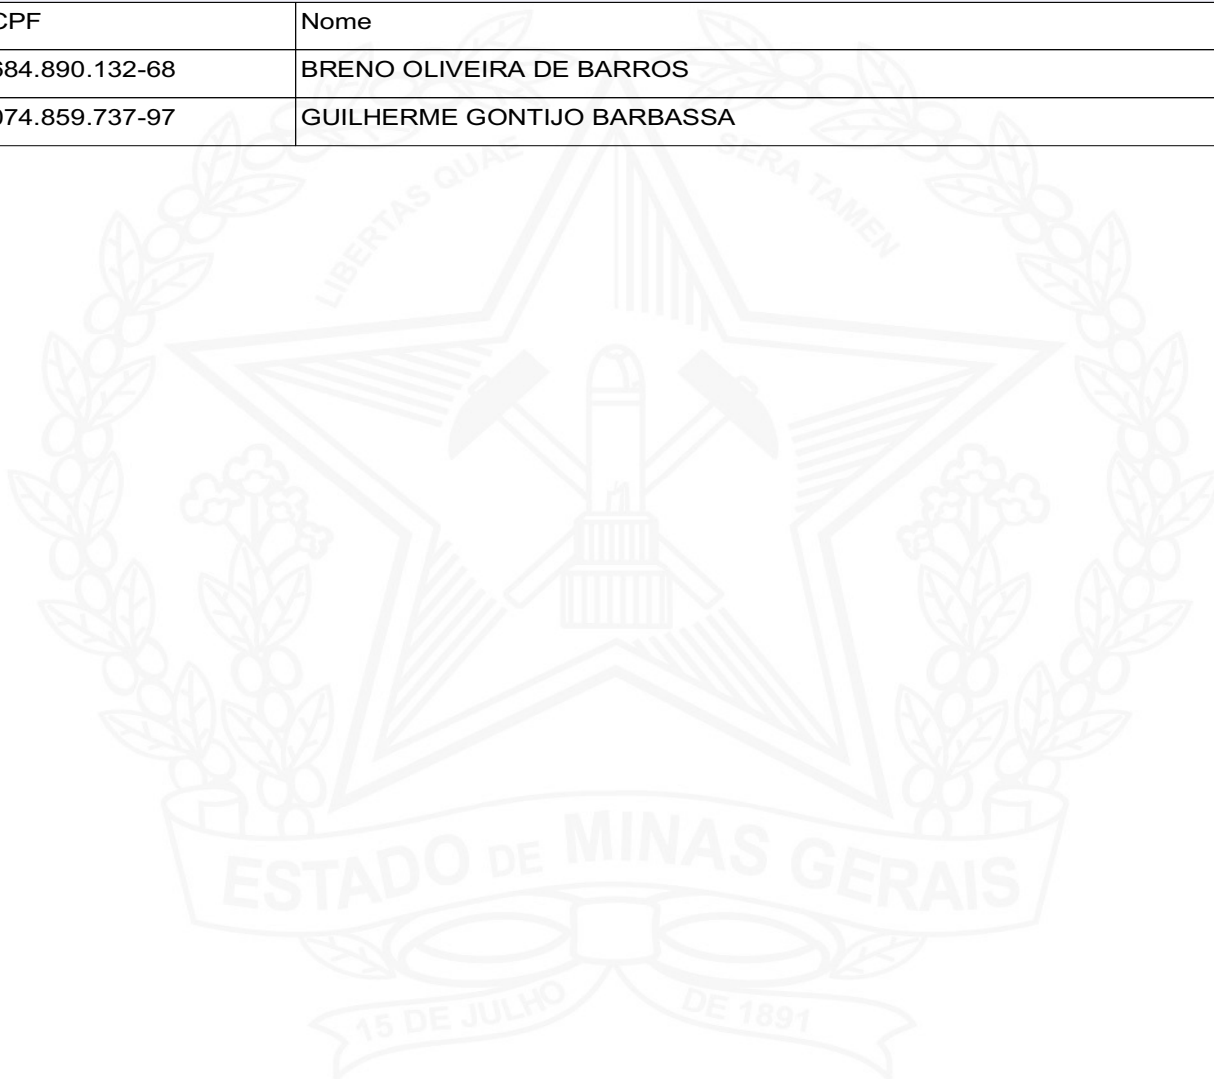 CPF Nome
684.890.132-68 BRENO OLIVEIRA DE BARROS
074.859.737-97 GUILHERME GONTIJO BARBASSA
LIBERTAS QUAE SERA TAMEN
ESTADO DE MINAS GERAIS
15 DE JULHO DE 1891